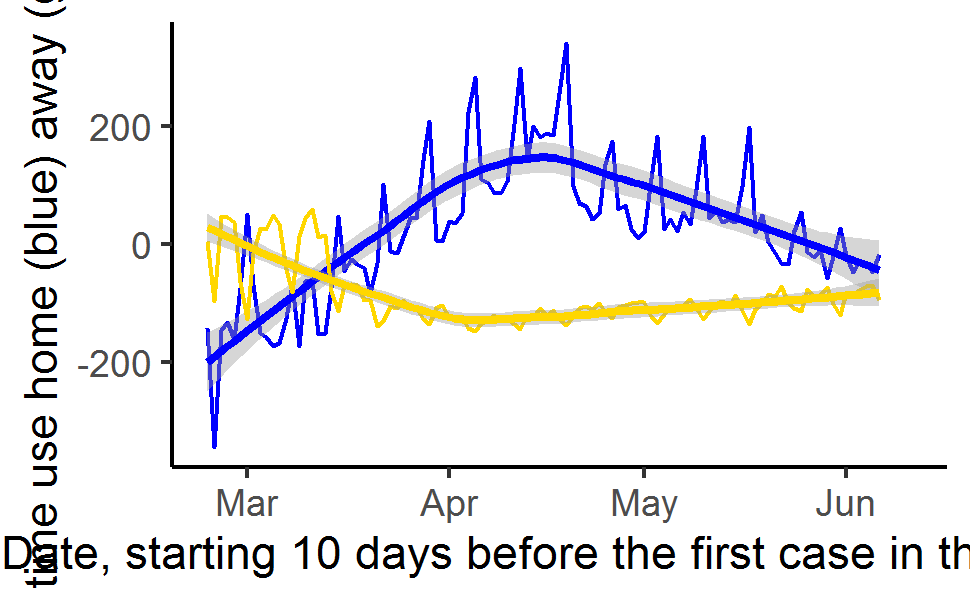 time use home (blue) away (
200
0
-200
Mar Apr May Jun
Date, starting 10 days before the first case in th